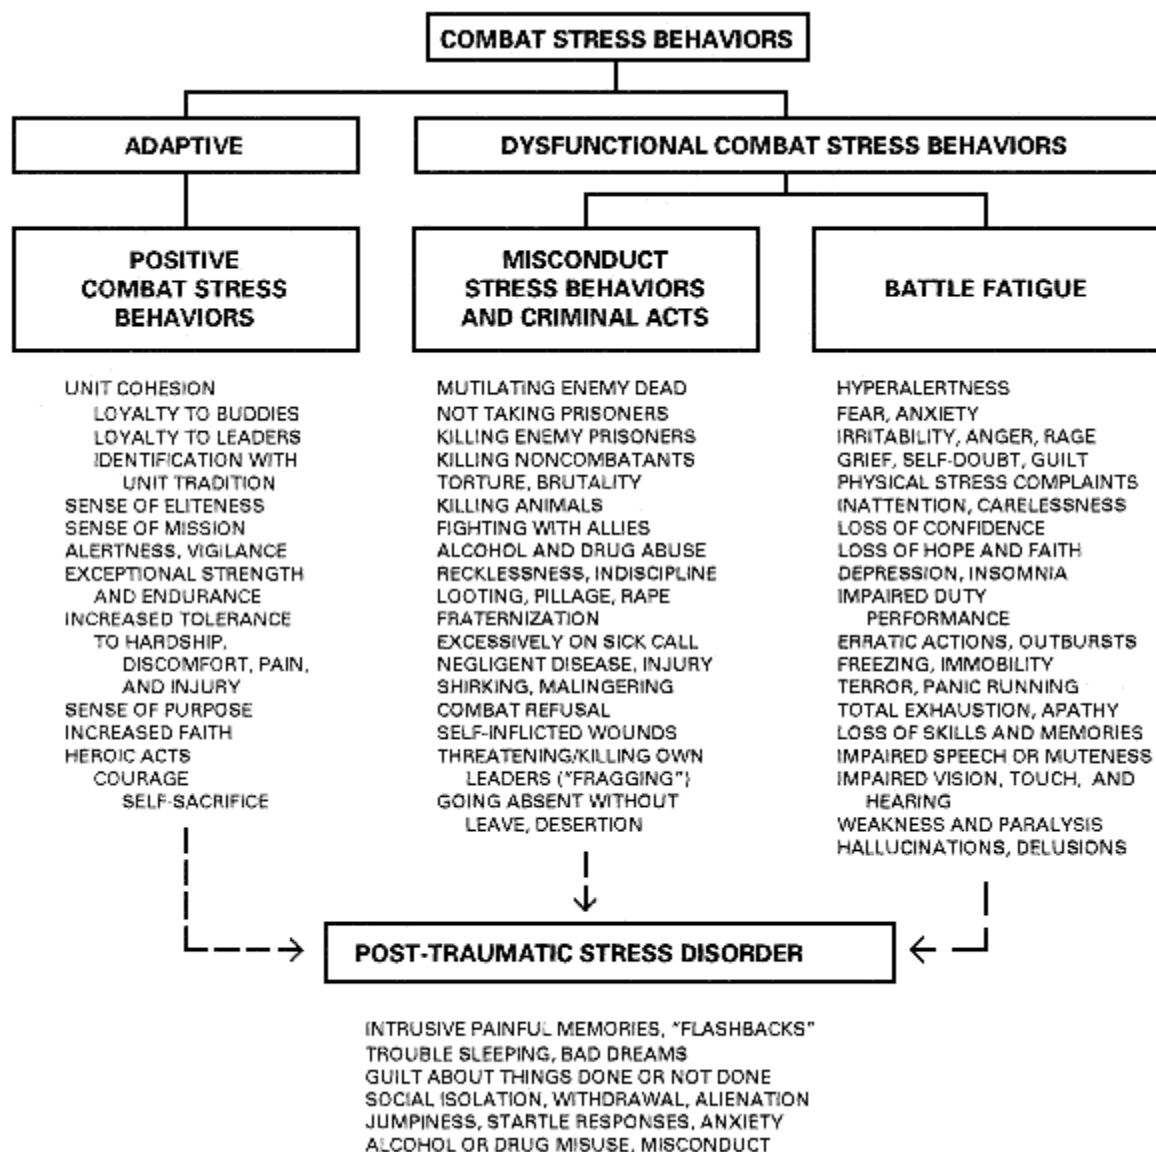 COMBAT STRESS BEHAVIORS
ADAPTIVE
DYSFUNCTIONAL COMBAT STRESS BEHAVIORS
POSITIVE
COMBAT STRESS
BEHAVIORS
MISCONDUCT
STRESS BEHAVIORS
AND CRIMINAL ACTS
BATTLE FATIGUE
UNIT COHESION
LOYALTY TO BUDDIES
LOYALTY TO LEADERS
IDENTIFICATION WITH
UNIT TRADITION
SENSE OF ELITENESS
SENSE OF MISSION
ALERTNESS, VIGILANCE
EXCEPTIONAL STRENGTH
AND ENDURANCE
INCREASED TOLERANCE
TO HARDSHIP,
DISCOMFORT, PAIN,
AND INJURY
SENSE OF PURPOSE
INCREASED FAITH
HEROIC ACTS
COURAGE
SELF-SACRIFICE
MUTILATING ENEMY DEAD
NOT TAKING PRISONERS
KILLING ENEMY PRISONERS
KILLING NONCOMBATANTS
TORTURE, BRUTALITY
KILLING ANIMALS
FIGHTING WITH ALLIES
ALCOHOL AND DRUG ABUSE
RECKLESSNESS, INDISCIPLINE
LOOTING, PILLAGE, RAPE
FRATERNIZATION
EXCESSIVELY ON SICK CALL
NEGLIGENT DISEASE, INJURY
SHIRKING, MALINGERING
COMBAT REFUSAL
SELF-INFLICTED WOUNDS
THREATENING/KILLING OWN
LEADERS ("FRAGGING")
GOING ABSENT WITHOUT
LEAVE, DESERTION
HYPERALERTNESS
FEAR, ANXIETY
IRRITABILITY, ANGER, RAGE
GRIEF, SELF-DOUBT, GUILT
PHYSICAL STRESS COMPLAINTS
INATTENTION, CARELESSNESS
LOSS OF CONFIDENCE
LOSS OF HOPE AND FAITH
DEPRESSION, INSOMNIA
IMPAIRED DUTY
PERFORMANCE
ERRATIC ACTIONS, OUTBURSTS
FREEZING, IMMOBILITY
TERROR, PANIC RUNNING
TOTAL EXHAUSTION, APATHY
LOSS OF SKILLS AND MEMORIES
IMPAIRED SPEECH OR MUTENESS
IMPAIRED VISION, TOUCH, AND
HEARING
WEAKNESS AND PARALYSIS
HALLUCINATIONS, DELUSIONS
POST-TRAUMATIC STRESS DISORDER
INTRUSIVE PAINFUL MEMORIES, "FLASHBACKS"
TROUBLE SLEEPING, BAD DREAMS
GUILT ABOUT THINGS DONE OR NOT DONE
SOCIAL ISOLATION, WITHDRAWAL, ALIENATION
JUMPINESS, STARTLE RESPONSES, ANXIETY
ALCOHOL OR DRUG MISUSE, MISCONDUCT